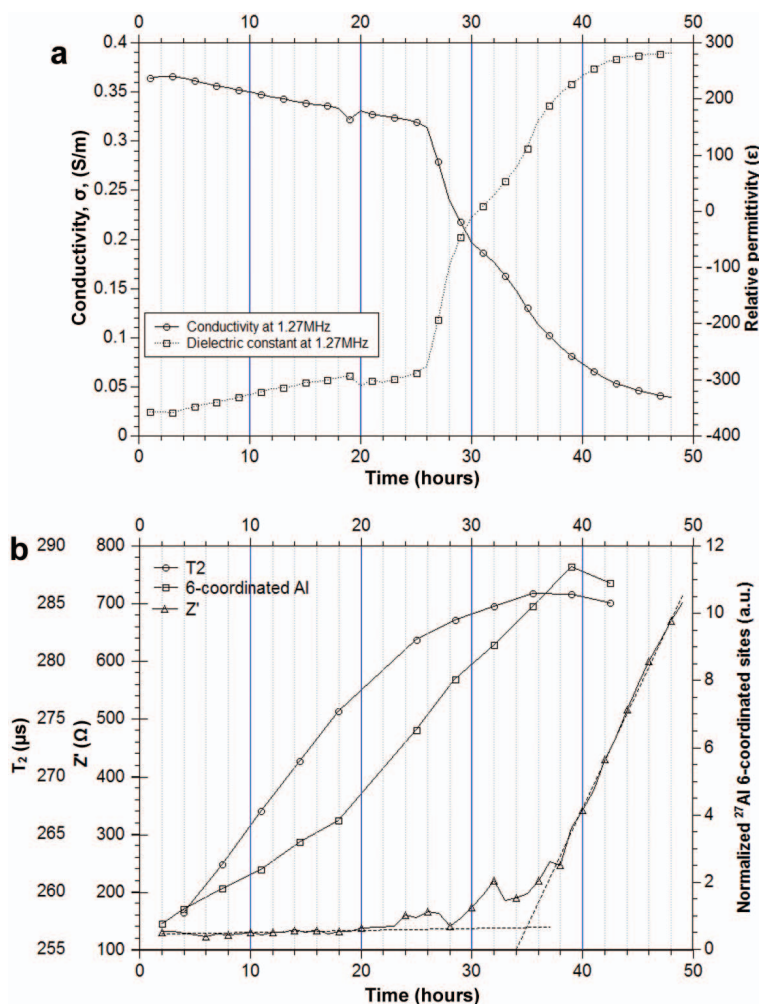 a
0 10 20 30 40 50
0.4
0.35
0.3
0.25
0.2
0.15
0.1
0.05
0
Conductivity, σ, (S/m)
300
200
100
0
-100
-200
-300
-400
Relative permittivity (ε)
Conductivity at 1.27MHz
Dielectric constant at 1.27MHz
0 10 20 30 40 50
Time (hours)
b
0 10 20 30 40 50
290
285
280
275
270
265
260
255
T2 (µs)
800
700
600
500
400
300
200
100
Z' (Ω)
T2
6-coordinated Al
Z'
12
10
8
6
4
2
0
Normalized 27Al 6-coordinated sites (a.u.)
0 10 20 30 40 50
Time (hours)